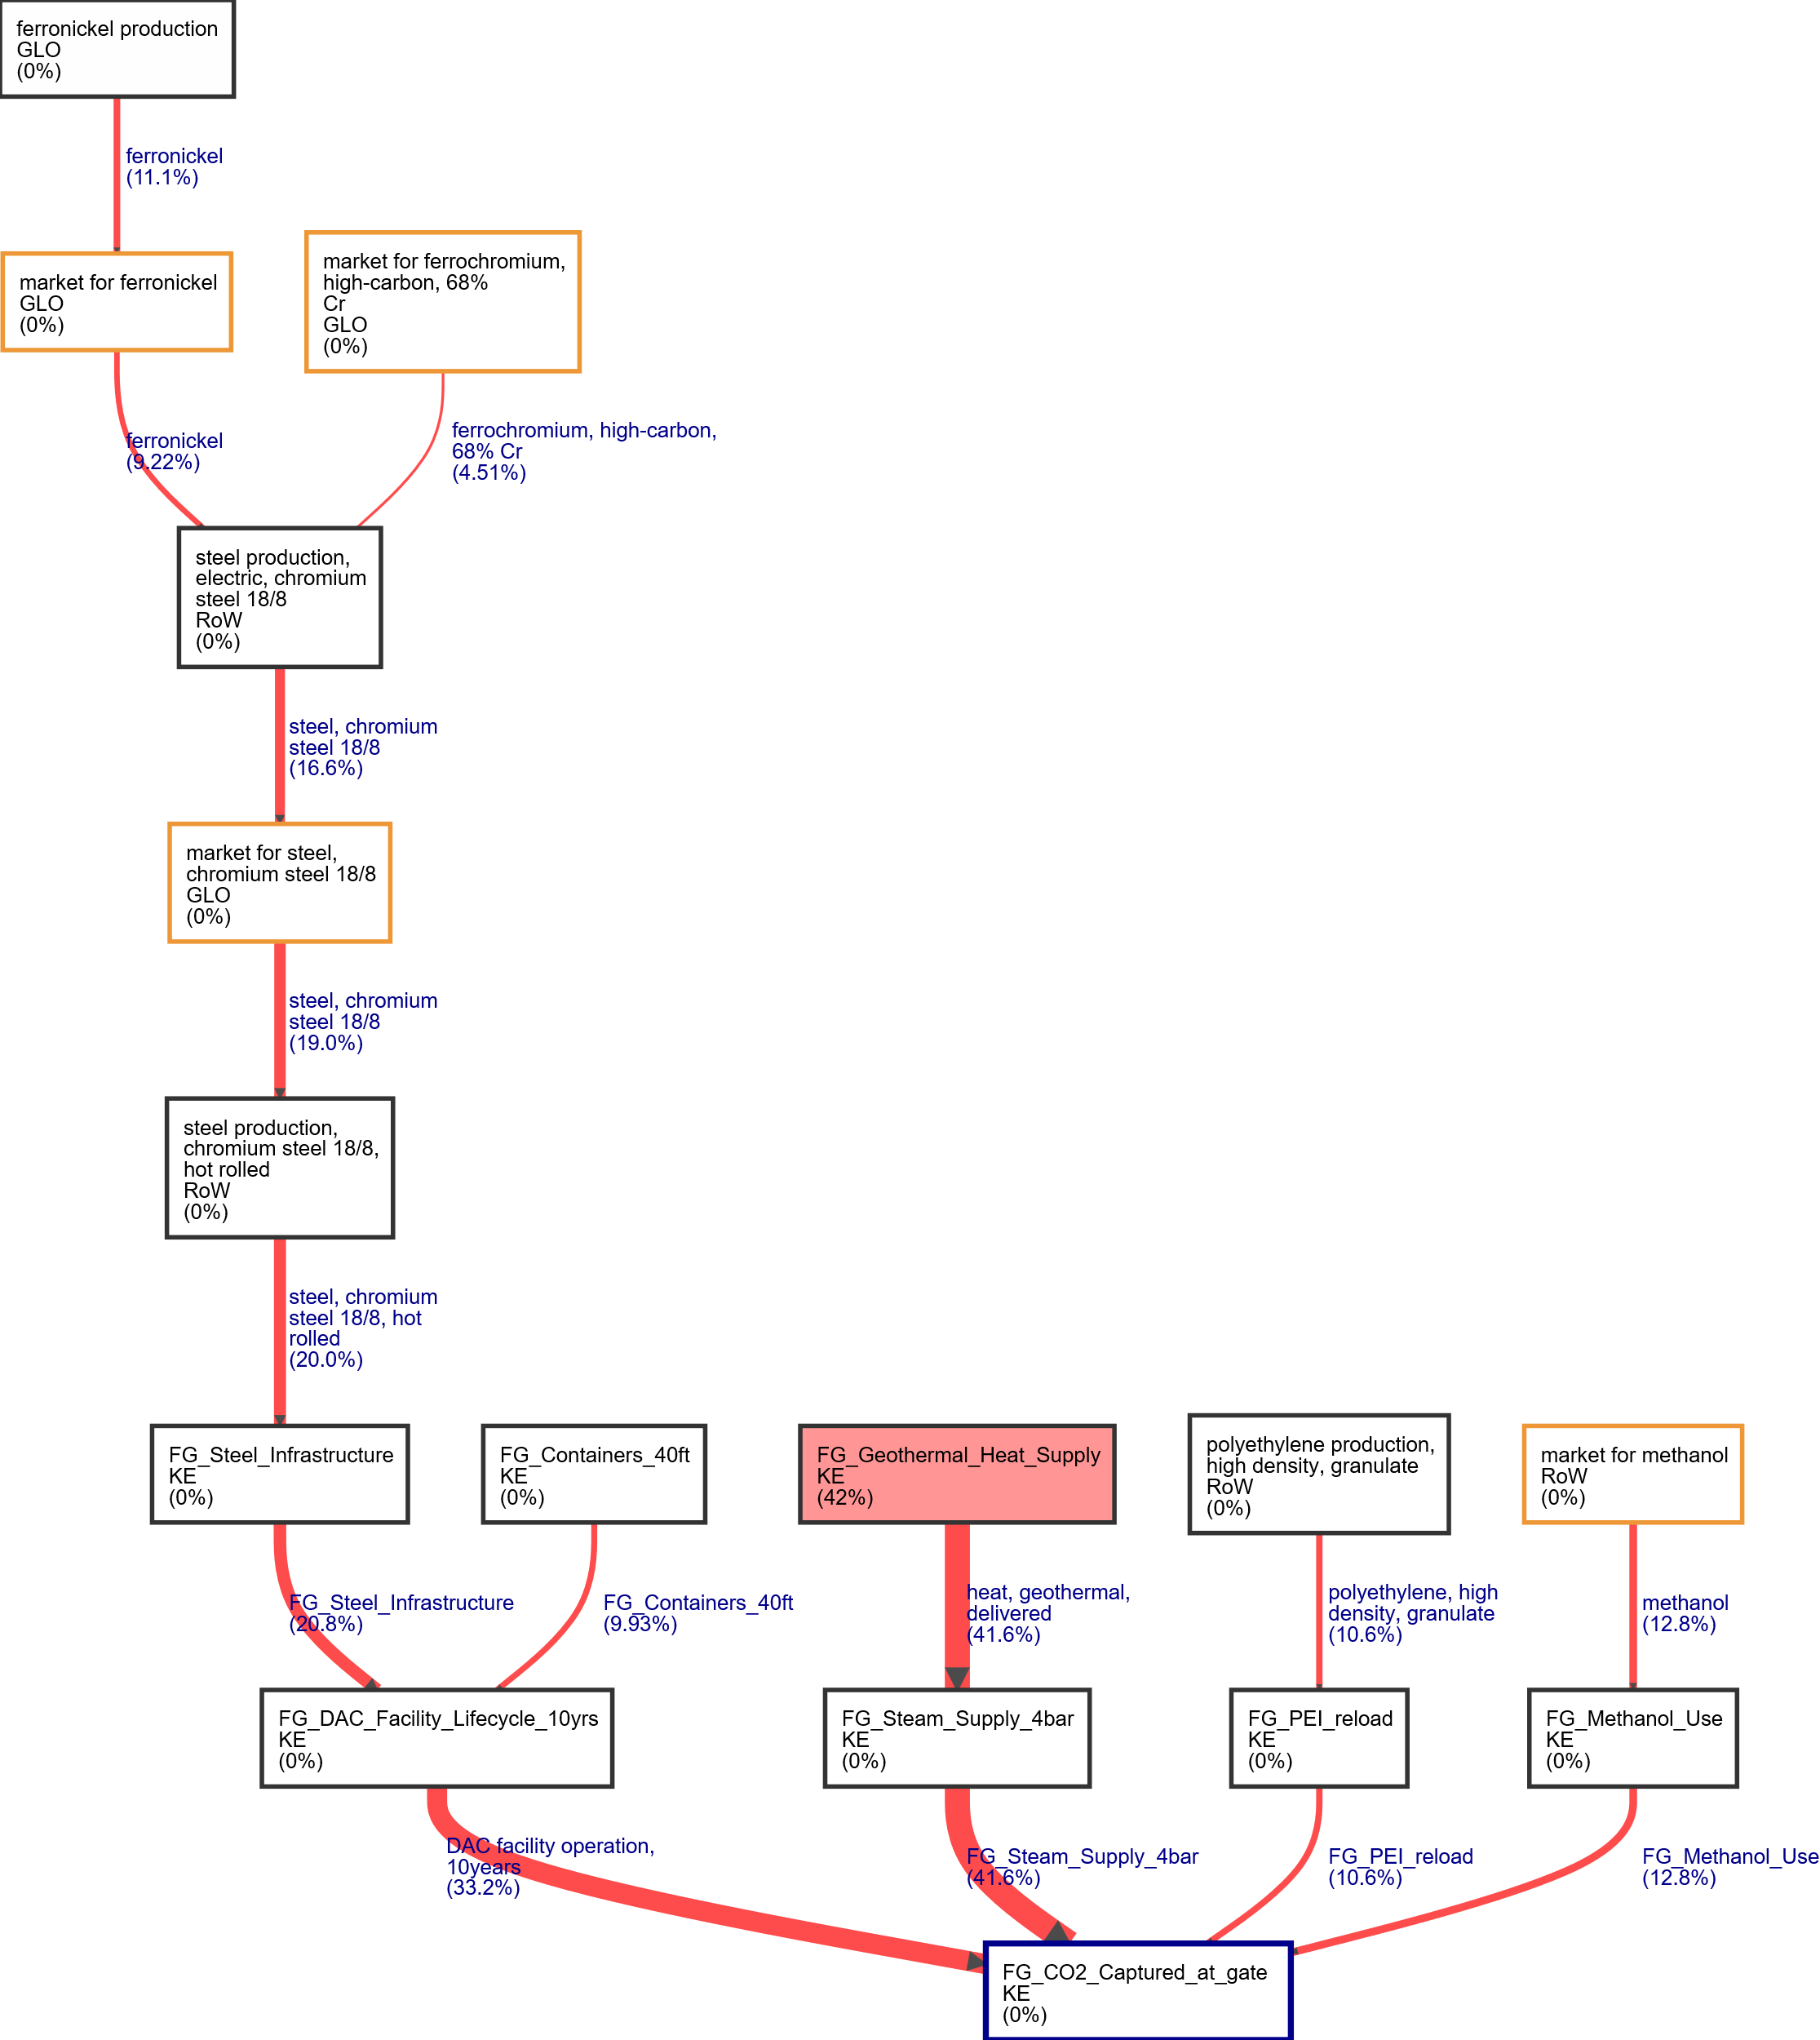 ferronickel production
GLO
(0%)
ferronickel
(11.1%)
market for ferronickel
GLO
(0%)
market for ferrochromium,
high-carbon, 68%
Cr
GLO
(0%)
ferronickel
(9.22%)
ferrochromium, high-carbon,
68% Cr
(4.51%)
steel production,
electric, chromium
steel 18/8
RoW
(0%)
steel, chromium
steel 18/8
(16.6%)
market for steel,
chromium steel 18/8
GLO
(0%)
steel, chromium
steel 18/8
(19.0%)
steel production,
chromium steel 18/8,
hot rolled
RoW
(0%)
steel, chromium
steel 18/8, hot
rolled
(20.0%)
FG_Steel_Infrastructure
KE
(0%)
FG_Containers_40ft
KE
(0%)
FG_Geothermal_Heat_Supply
KE
(42%)
polyethylene production,
high density, granulate
RoW
(0%)
market for methanol
RoW
(0%)
FG_Steel_Infrastructure
(20.8%)
FG_Containers_40ft
(9.93%)
heat, geothermal,
delivered
(41.6%)
polyethylene, high
density, granulate
(10.6%)
methanol
(12.8%)
FG_DAC_Facility_Lifecycle_10yrs
KE
(0%)
FG_Steam_Supply_4bar
KE
(0%)
FG_PEI_reload
KE
(0%)
FG_Methanol_Use
KE
(0%)
DAC facility operation,
10years
(33.2%)
FG_Steam_Supply_4bar
(41.6%)
FG_PEI_reload
(10.6%)
FG_Methanol_Use
(12.8%)
FG_CO2_Captured_at_gate
KE
(0%)